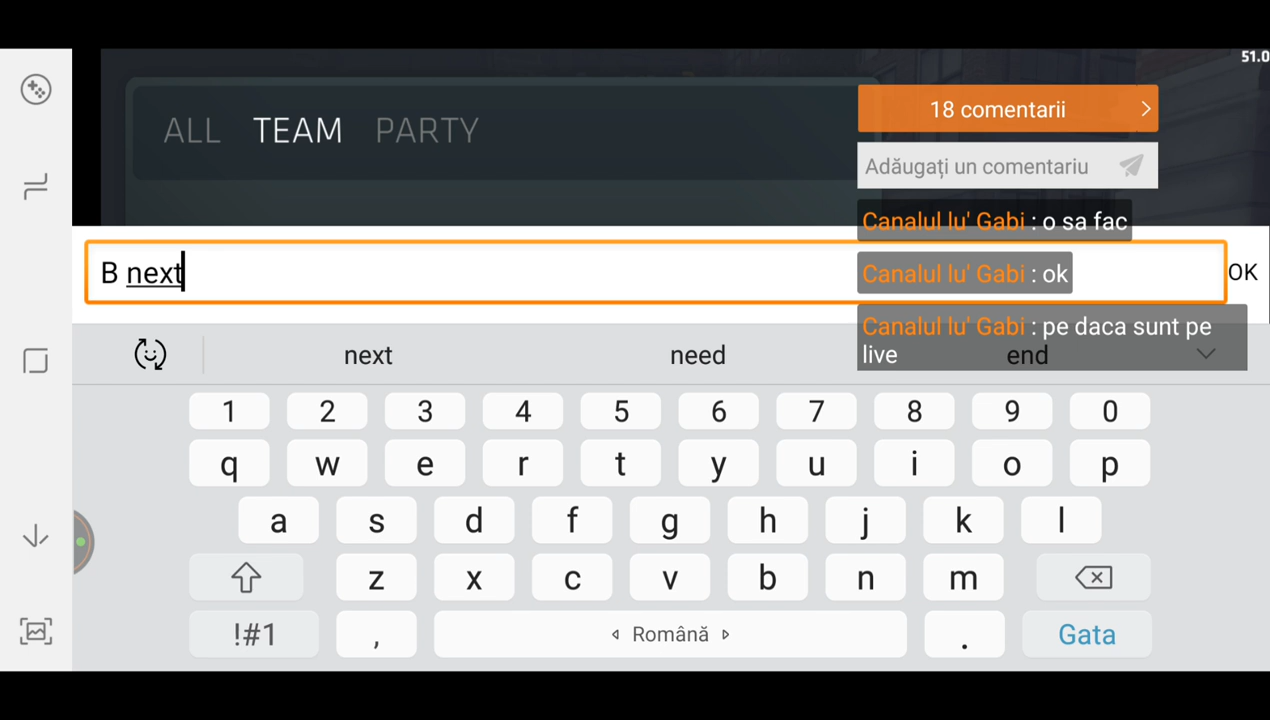 51.0
ALL TEAM PARTY
18 comentarii
Adăugați un comentariu
Canalul lu' Gabi : o sa fac
B next
Canalul lu' Gabi : ok
OK
Canalul lu' Gabi : pe daca sunt pe
live
next need end
1 2 3 4 5 6 7 8 9 0
q w e r t y u i o p
a s d f g h j k l
z x c v b n m
!#1 , Română . Gata